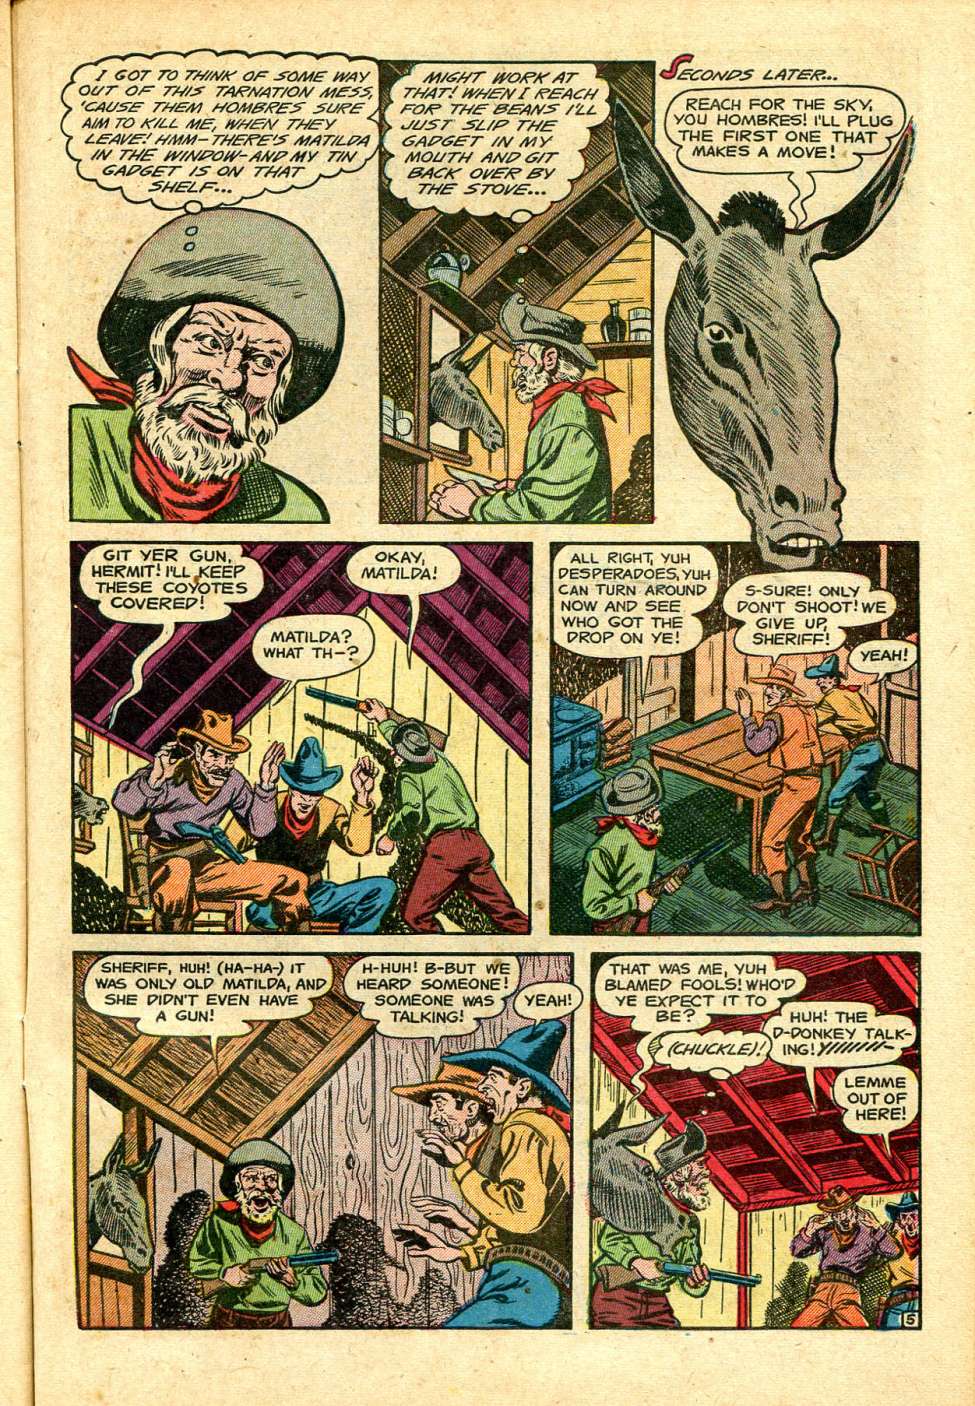 I GOT TO THINK OF SOME WAY
OUT OF THIS TARNATION MESS,
'CAUSE THEM HOMBRES SURE
AIM TO KILL ME, WHEN THEY
LEAVE! HMM-THERE'S MATILDA
IN THE WINDOW-AND MY TIN
GADGET IS ON THAT
SHELF...
MIGHT WORK AT
THAT! WHEN I REACH
FOR THE BEANS I'LL
JUST SLIP THE
GADGET IN MY
MOUTH AND GIT
BACK OVER BY
THE STOVE...
SECONDS LATER...
REACH FOR THE SKY,
YOU HOMBRES! I'LL PLUG
THE FIRST ONE THAT
MAKES A MOVE!
GIT YER GUN,
HERMIT! I'LL KEEP
THESE COYOTES
COVERED!
MATILDA?
WHAT TH-?
OKAY,
MATILDA!
ALL RIGHT, YUH
DESPERADOES, YUH
CAN TURN AROUND
NOW AND SEE
WHO GOT THE
DROP ON YE!
S-SURE! ONLY
DON'T SHOOT! WE
GIVE UP,
SHERIFF!
YEAH!
SHERIFF, HUH! (HA-HA-) IT
WAS ONLY OLD MATILDA, AND
SHE DIDN'T EVEN HAVE
A GUN!
H-HUH! B-BUT WE
HEARD SOMEONE!
SOMEONE WAS
TALKING!
YEAH!
THAT WAS ME, YUH
BLAMED FOOLS! WHO'D
YE EXPECT IT TO
BE?
(CHUCKLE)!
HUH! THE
D-DONKEY TALK-
ING! YIIIIIIII-
LEMME
OUT OF
HERE!
5